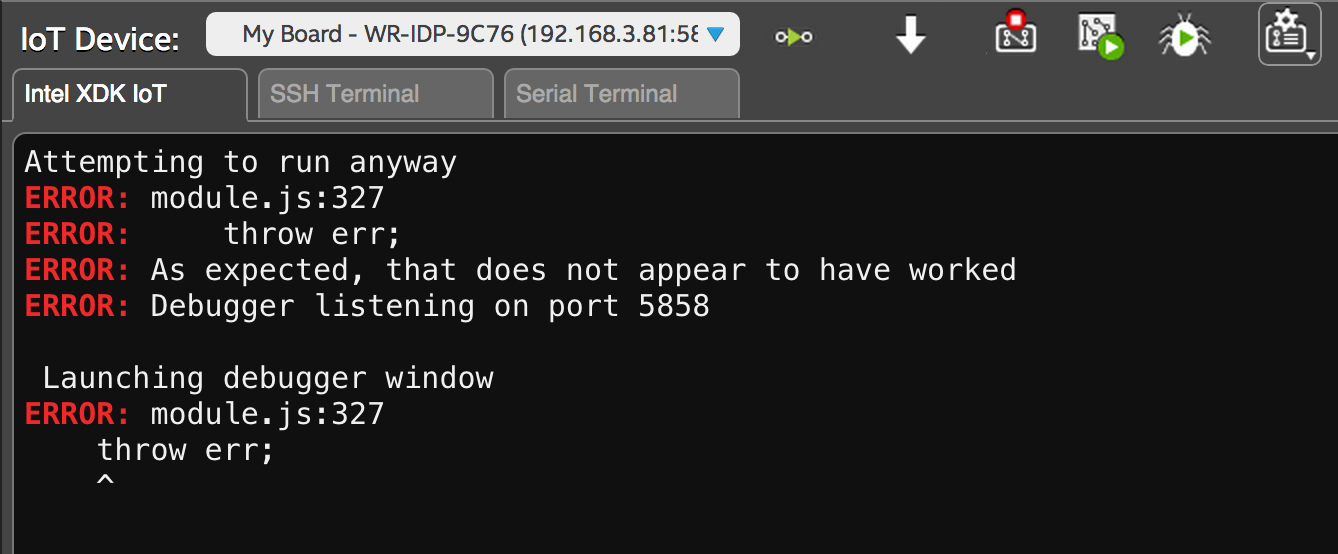 IoT Device:
My Board - WR-IDP-9C76 (192.168.3.81:58
Intel XDK IoT
SSH Terminal
Serial Terminal
Attempting to run anyway
ERROR: module.js:327
ERROR:     throw err;
ERROR: As expected, that does not appear to have worked
ERROR: Debugger listening on port 5858
Launching debugger window
ERROR: module.js:327
throw err;
^